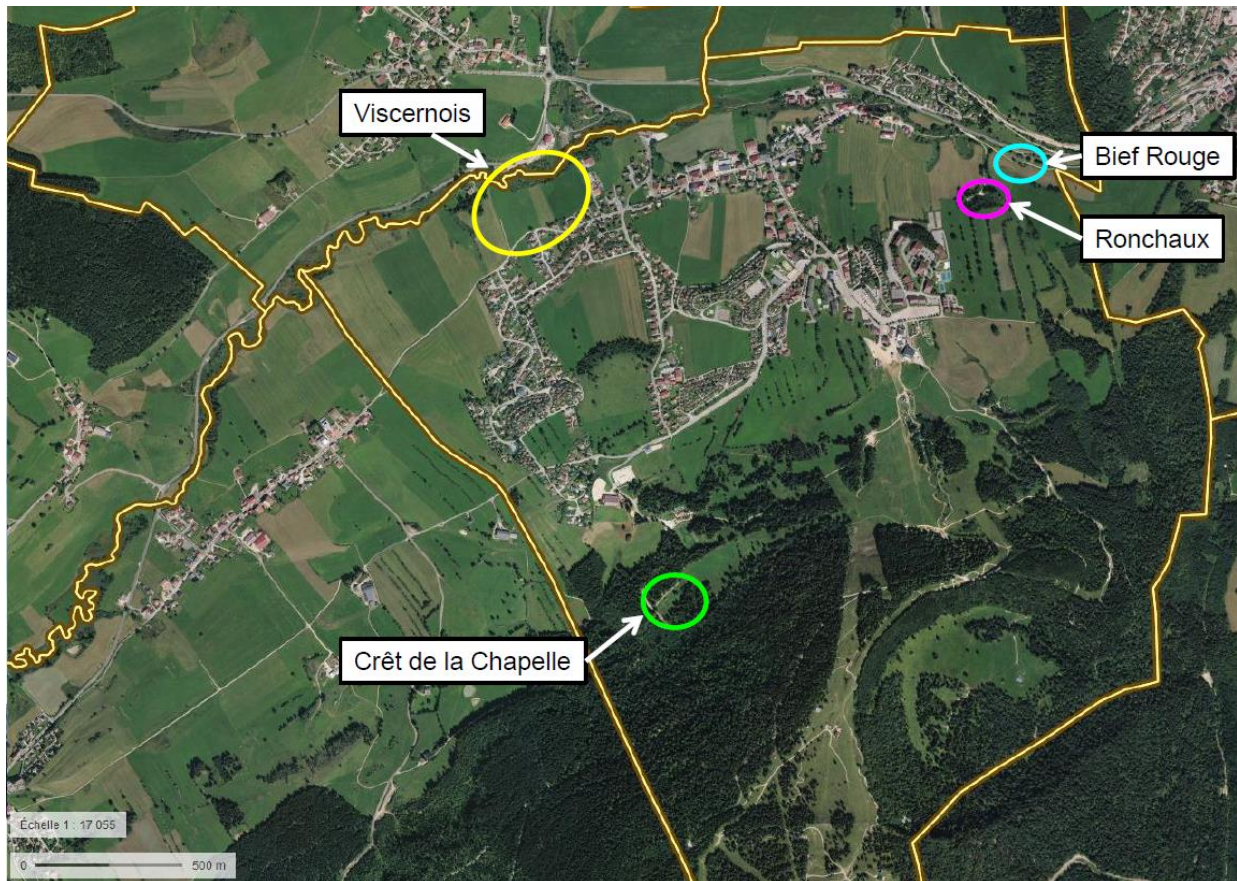 Viscernois
Bief Rouge
Ronchaux
Crêt de la Chapelle
Échelle 1 : 17 055
0 500 m